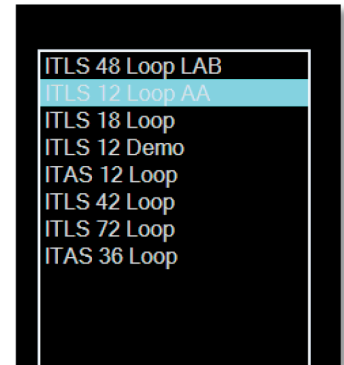 ITLS 48 Loop LAB
ITLS 12 Loop AA
ITLS 18 Loop
ITLS 12 Demo
ITAS 12 Loop
ITLS 42 Loop
ITLS 72 Loop
ITAS 36 Loop